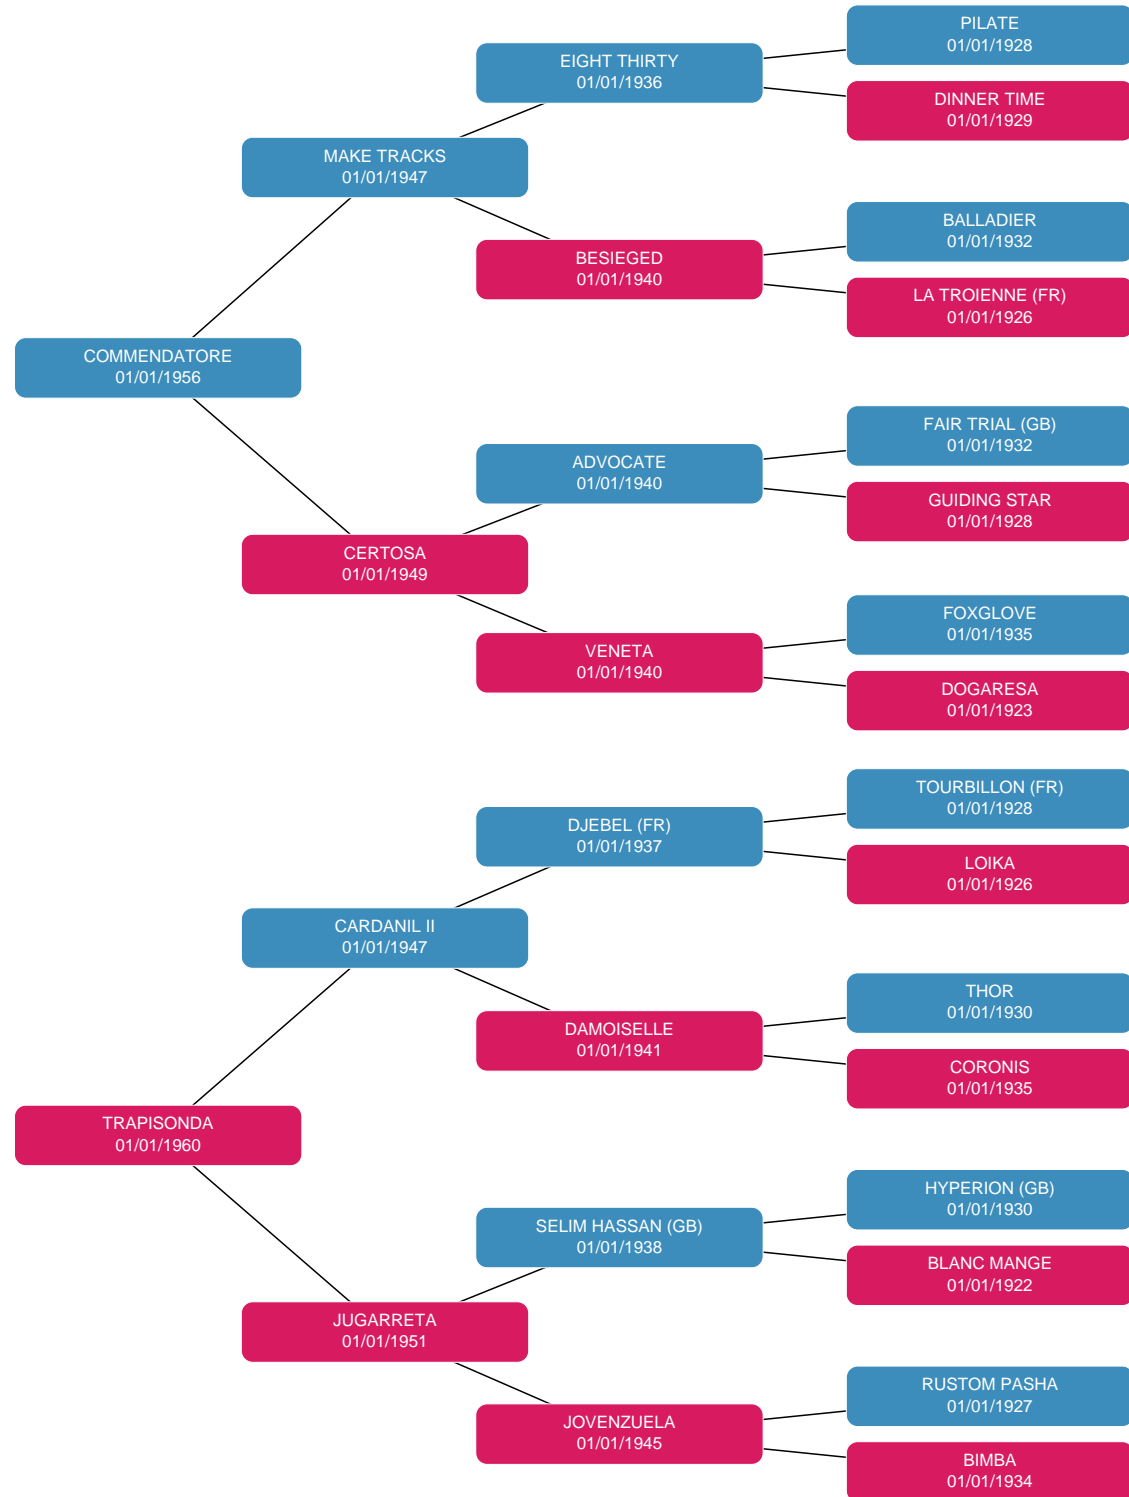 PILATE
01/01/1928
EIGHT THIRTY
01/01/1936
DINNER TIME
01/01/1929
MAKE TRACKS
01/01/1947
BALLADIER
01/01/1932
BESIEGED
01/01/1940
LA TROIENNE (FR)
01/01/1926
COMMENDATORE
01/01/1956
FAIR TRIAL (GB)
01/01/1932
ADVOCATE
01/01/1940
GUIDING STAR
01/01/1928
CERTOSA
01/01/1949
FOXGLOVE
01/01/1935
VENETA
01/01/1940
DOGARESA
01/01/1923
TOURBILLON (FR)
01/01/1928
DJEBEL (FR)
01/01/1937
LOIKA
01/01/1926
CARDANIL II
01/01/1947
THOR
01/01/1930
DAMOISELLE
01/01/1941
CORONIS
01/01/1935
TRAPISONDA
01/01/1960
HYPERION (GB)
01/01/1930
SELIM HASSAN (GB)
01/01/1938
BLANC MANGE
01/01/1922
JUGARRETA
01/01/1951
RUSTOM PASHA
01/01/1927
JOVENZUELA
01/01/1945
BIMBA
01/01/1934